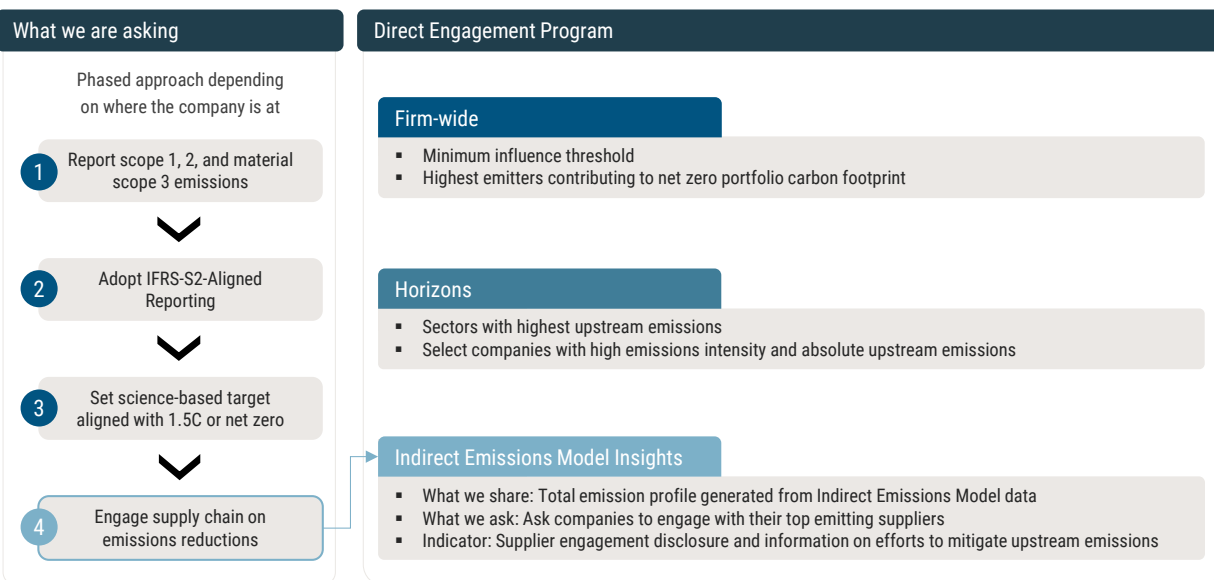 What we are asking
Phased approach depending
on where the company is at
1
Report scope 1, 2, and material
scope 3 emissions
2
Adopt IFRS-S2-Aligned
Reporting
3
Set science-based target
aligned with 1.5C or net zero
4
Engage supply chain on
emissions reductions
Direct Engagement Program
Firm-wide
▪ Minimum influence threshold
▪ Highest emitters contributing to net zero portfolio carbon footprint
Horizons
▪ Sectors with highest upstream emissions
▪ Select companies with high emissions intensity and absolute upstream emissions
Indirect Emissions Model Insights
▪ What we share: Total emission profile generated from Indirect Emissions Model data
▪ What we ask: Ask companies to engage with their top emitting suppliers
▪ Indicator: Supplier engagement disclosure and information on efforts to mitigate upstream emissions